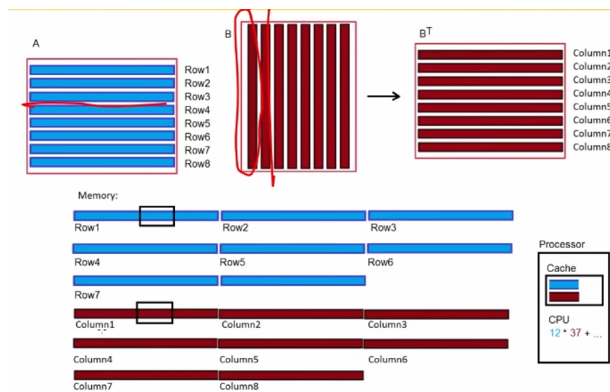 A
Row1
Row2
Row3
Row4
Row5
Row6
Row7
Row8
B
B^T
Column1
Column2
Column3
Column4
Column5
Column6
Column7
Column8
Memory:
Row1 Row2 Row3
Row4 Row5 Row6
Row7
Column1 Column2 Column3
Column4 Column5 Column6
Column7 Column8
Processor
Cache
CPU
12 * 37 + ...